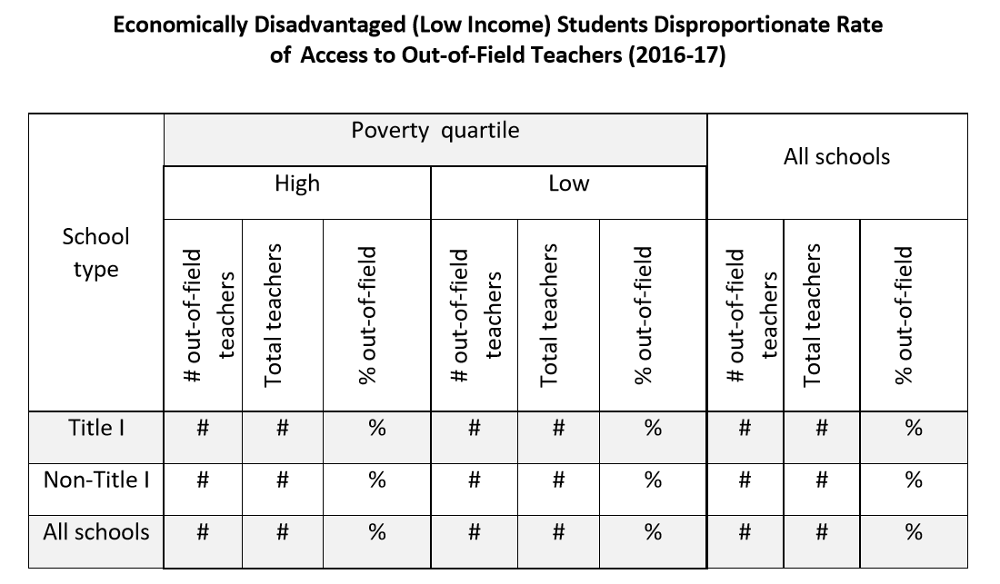 Economically Disadvantaged (Low Income) Students Disproportionate Rate
of Access to Out-of-Field Teachers (2016-17)
School
type
Poverty quartile
All schools
High
Low
# out-of-field
teachers
Total teachers
% out-of-field
# out-of-field
teachers
Total teachers
% out-of-field
# out-of-field
teachers
Total teachers
% out-of-field
Title I # # % # # % # # %
Non-Title I # # % # # % # # %
All schools # # % # # % # # %